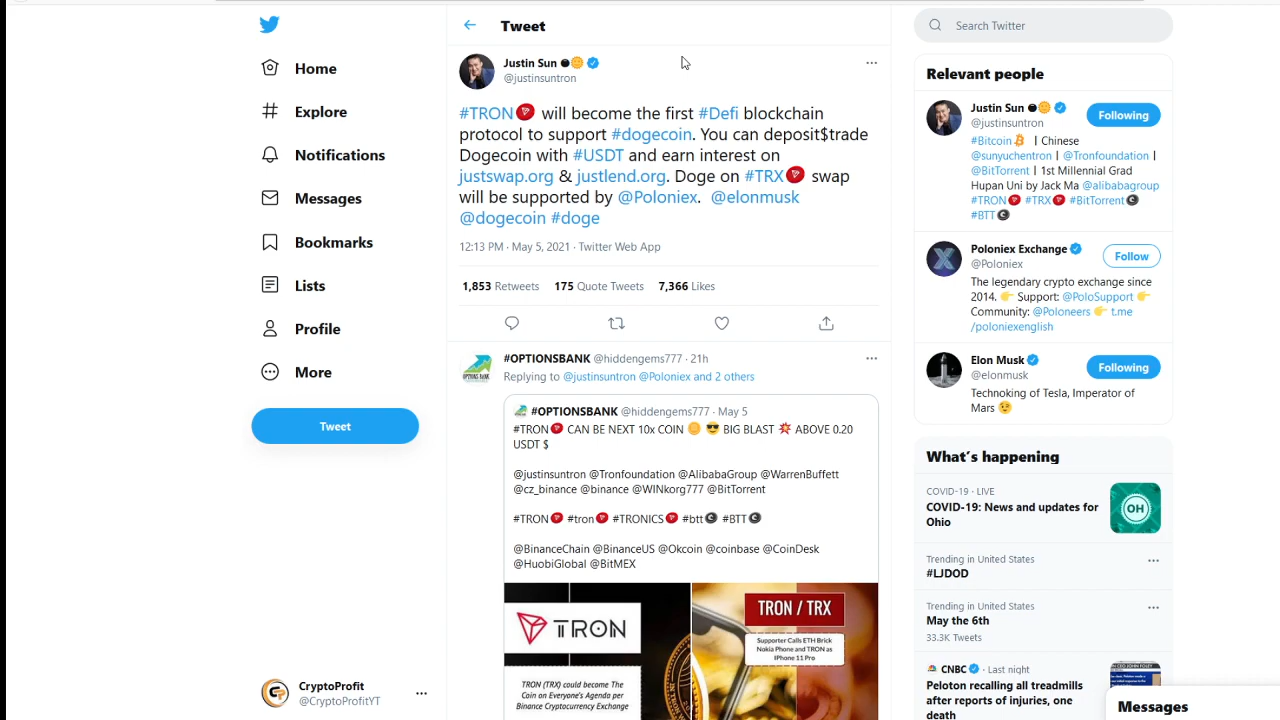 Home
Explore
Notifications
Messages
Bookmarks
Lists
Profile
More
Tweet
CryptoProfit
@CryptoProfitYT
Tweet
Justin Sun
@justinsuntron
#TRON will become the first #Defi blockchain
protocol to support #dogecoin. You can deposit$trade
Dogecoin with #USDT and earn interest on
justswap.org & justlend.org. Doge on #TRX swap
will be supported by @Poloniex. @elonmusk
@dogecoin #doge
12:13 PM · May 5, 2021 · Twitter Web App
1,853 Retweets 175 Quote Tweets 7,366 Likes
#OPTIONSBANK @hiddengems777 · 21h
Replying to @justinsuntron @Poloniex and 2 others
#OPTIONSBANK @hiddengems777 · May 5
#TRON CAN BE NEXT 10x COIN 🪙 😎 BIG BLAST 💥 ABOVE 0.20
USDT $
@justinsuntron @Tronfoundation @AlibabaGroup @WarrenBuffett
@cz_binance @binance @WINkorg777 @BitTorrent
#TRON #tron #TRONICS #btt #BTT
@BinanceChain @BinanceUS @Okcoin @coinbase @CoinDesk
@HuobiGlobal @BitMEX
TRON
TRON (TRX) could become The
Coin on Everyone's Agenda per
Binance Cryptocurrency Exchange
TRON / TRX
Supporter Calls ETH Brick
Nokia Phone and TRON as
IPhone 11 Pro
Search Twitter
Relevant people
Justin Sun
@justinsuntron
Following
#Bitcoin | Chinese
@sunyuchentron | @Tronfoundation |
@BitTorrent | 1st Millennial Grad
Hupan Uni by Jack Ma @alibabagroup
#TRON #TRX #BitTorrent
#BTT
Poloniex Exchange
@Poloniex
Follow
The legendary crypto exchange since
2014. 👉 Support: @PoloSupport 👉
Community: @Poloneers 👉 t.me
/poloniexenglish
Elon Musk
@elonmusk
Following
Technoking of Tesla, Imperator of
Mars 😉
What's happening
COVID-19 · LIVE
COVID-19: News and updates for
Ohio
OH
Trending in United States
#LJDOD
Trending in United States
May the 6th
33.3K Tweets
CNBC · Last night
Peloton recalling all treadmills
after reports of injuries, one
death
Messages